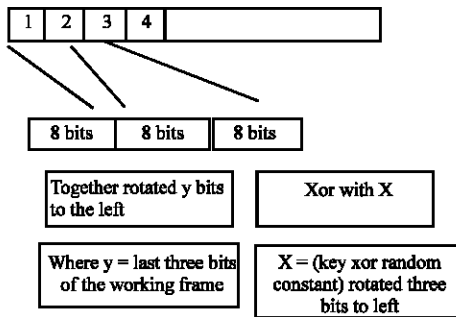 1 2 3 4
8 bits 8 bits 8 bits
Together rotated y bits
to the left
Xor with X
Where y = last three bits
of the working frame
X = (key xor random
constant) rotated three
bits to left